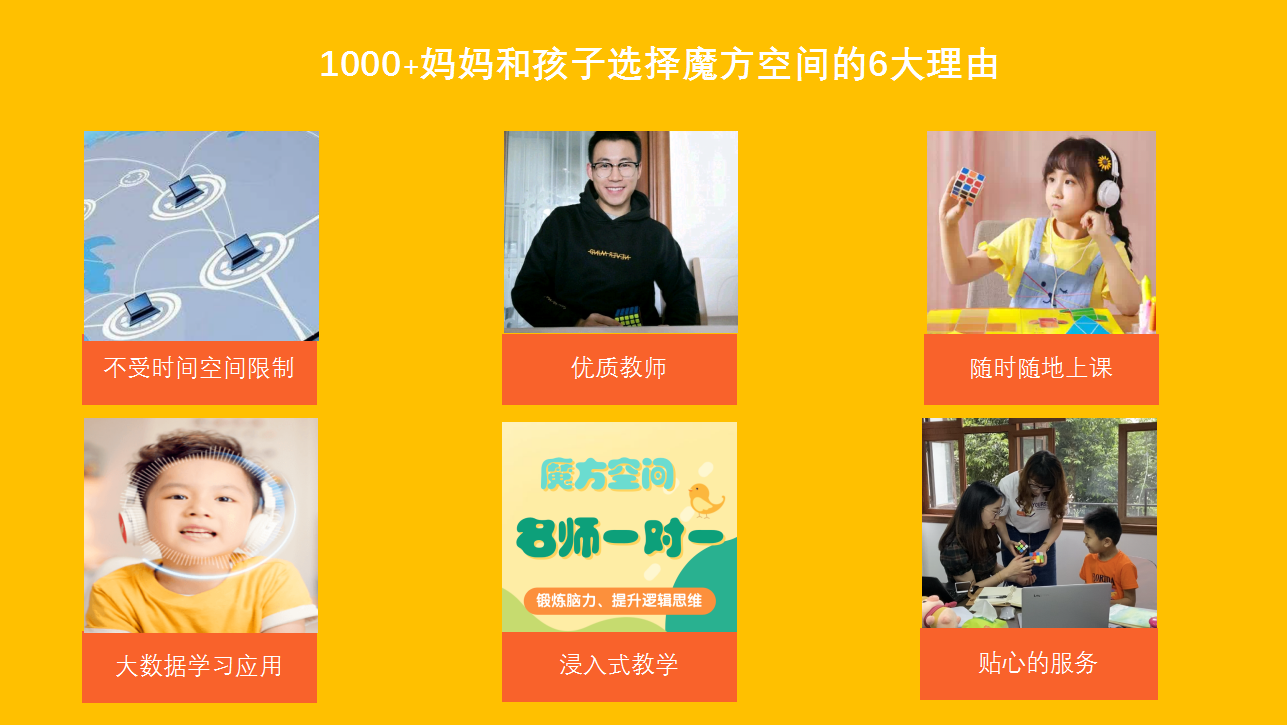 1000+妈妈和孩子选择魔方空间的6大理由
不受时间空间限制
优质教师
随时随地上课
魔方空间
名师一对一
锻炼脑力、提升逻辑思维
大数据学习应用
浸入式教学
贴心的服务